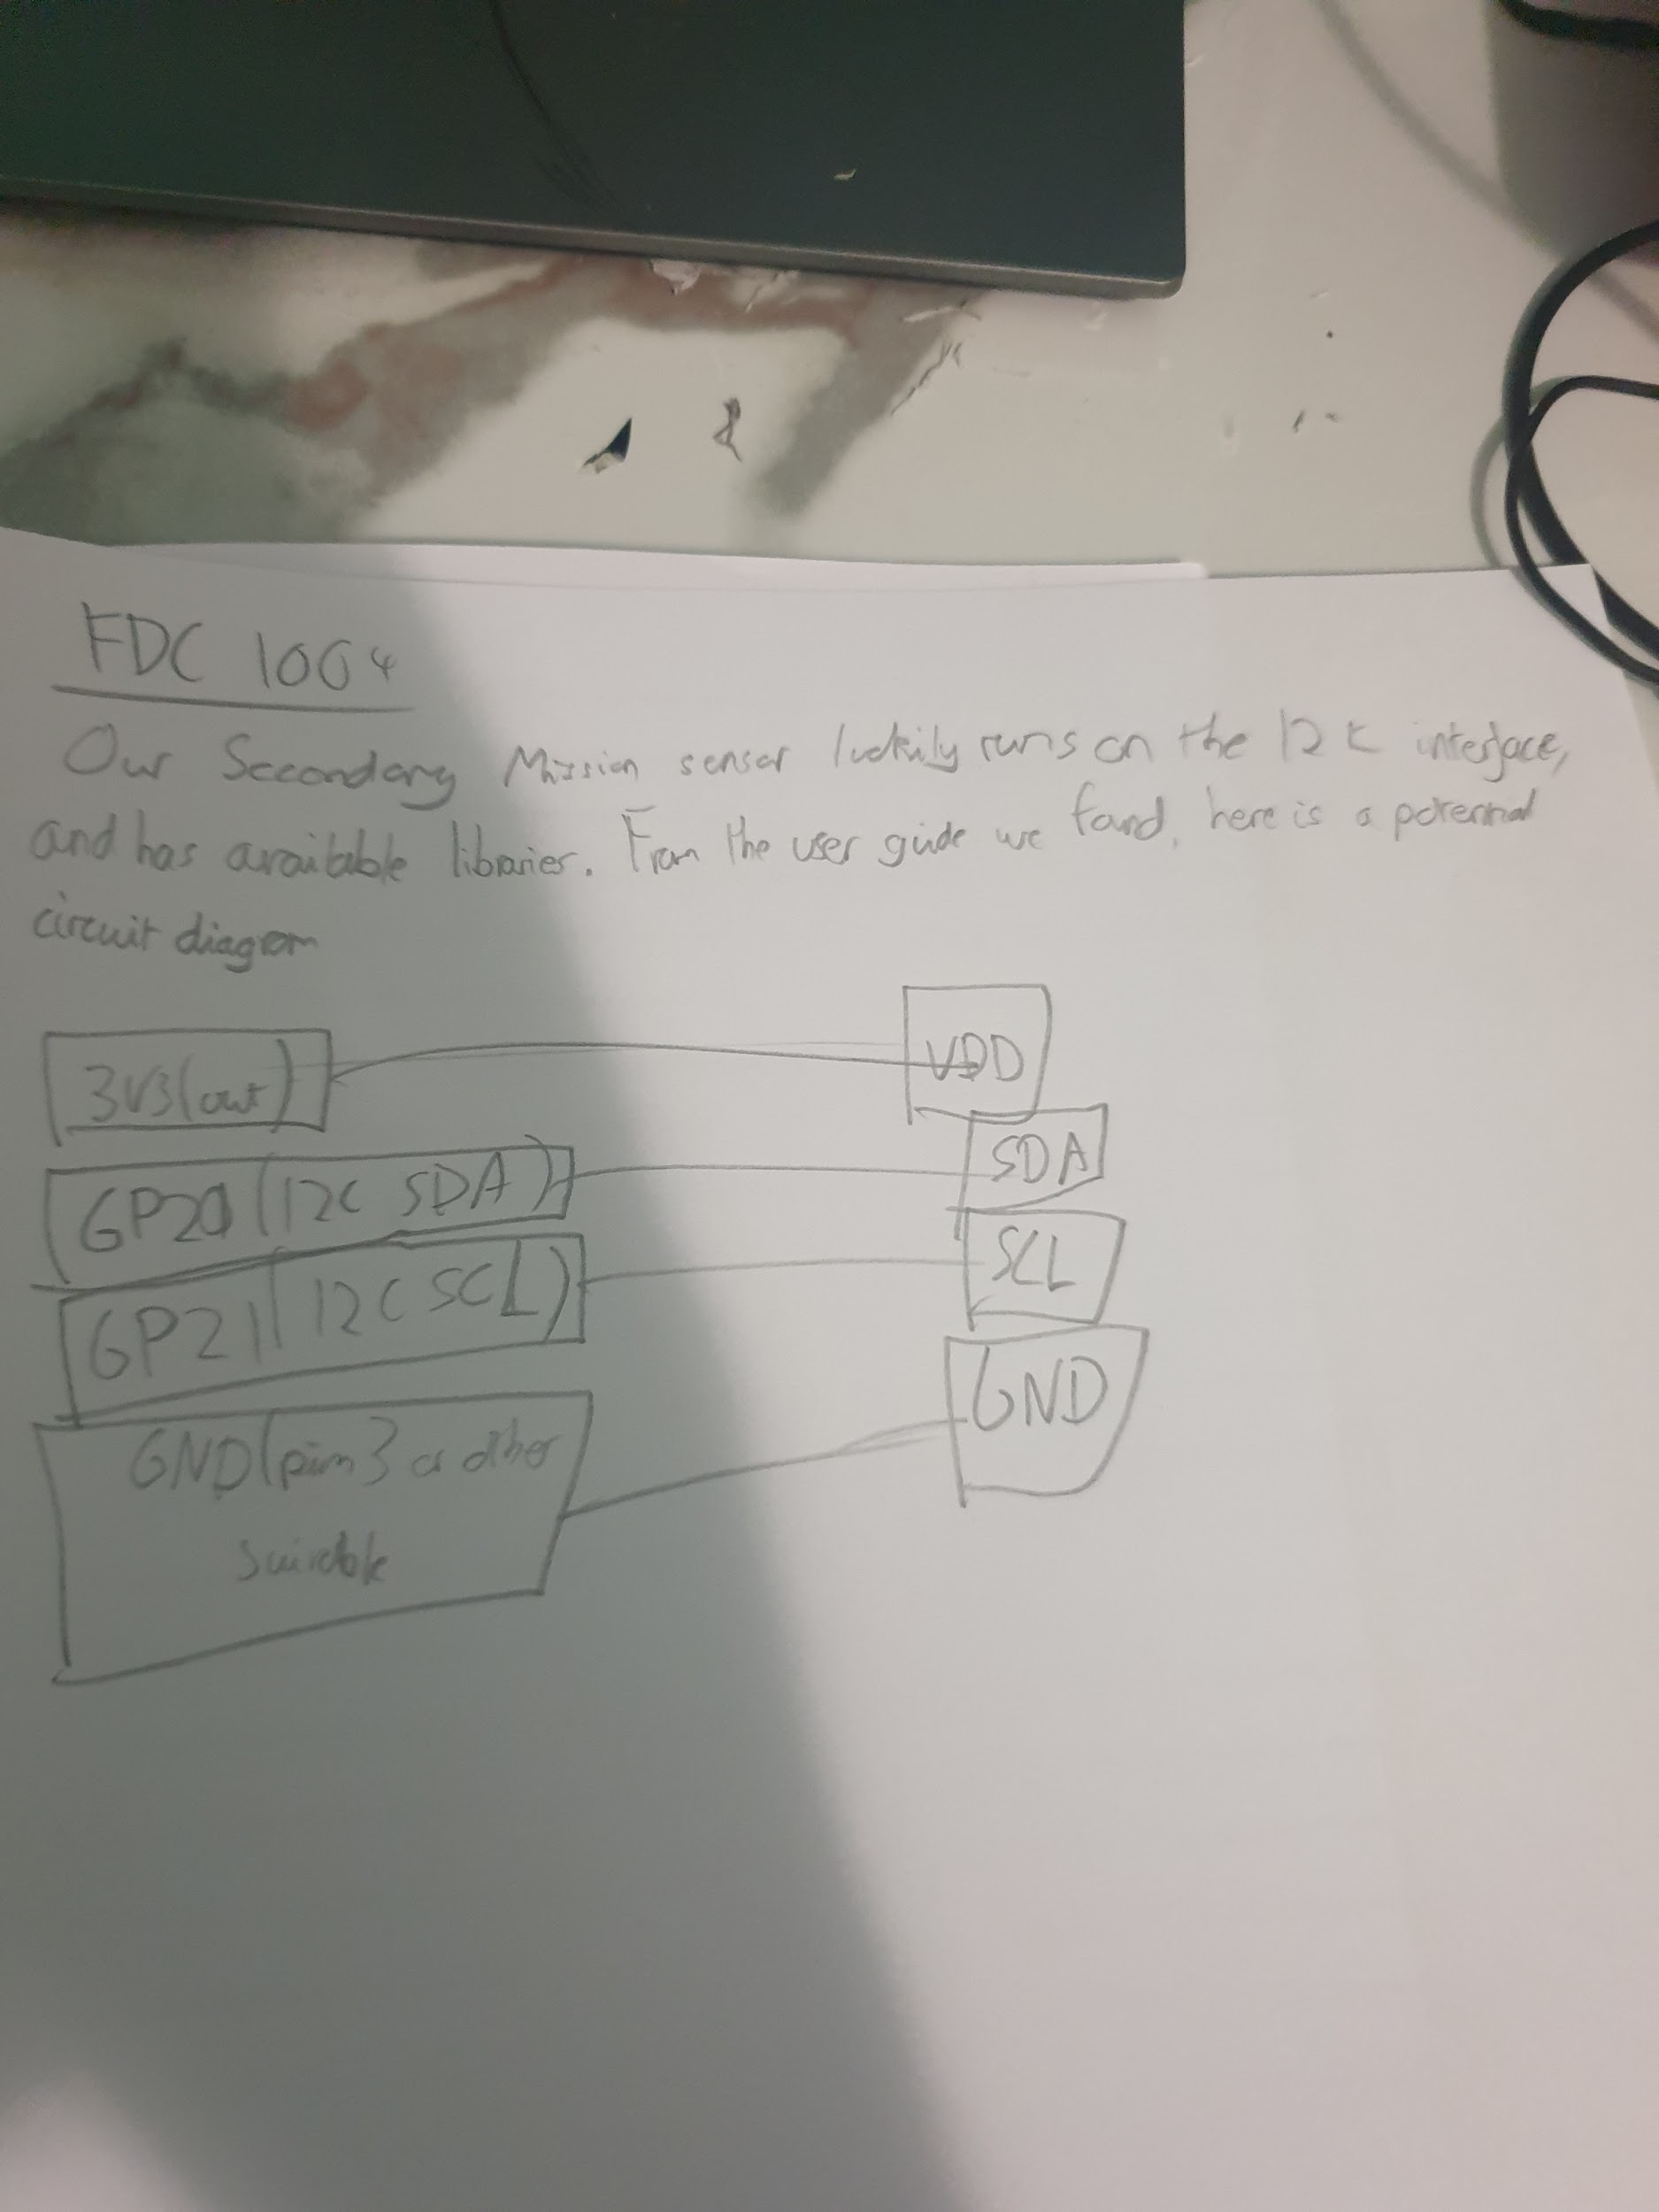 FDC 1004
Our Secondary Mission sensor luckily runs on the I2C interface,
and has available libraries. From the user guide we found, here is a potential
circuit diagram
3V3(out)
VDD
GP20(I2C SDA)
SDA
GP21(I2C SCL)
SCL
GND(pin3 or other
suitable
GND